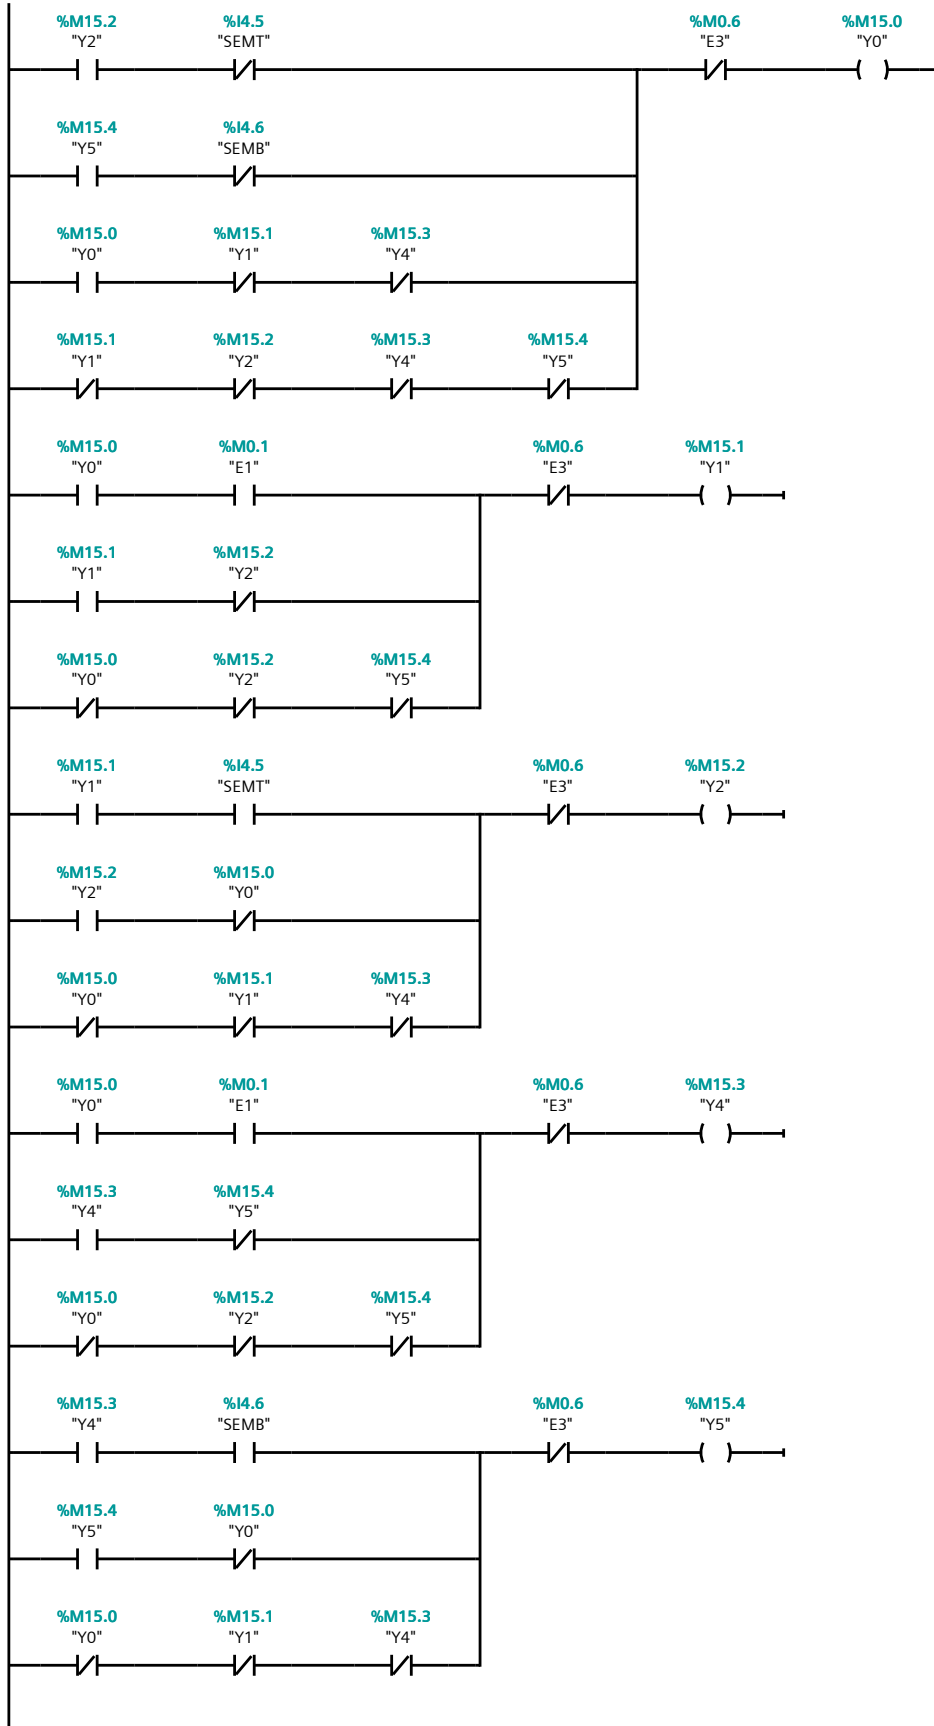 %M15.2 %I4.5 %M0.6 %M15.0
"Y2" "SEMT" "E3" "Y0"
%M15.4 %I4.6
"Y5" "SEMB"
%M15.0 %M15.1 %M15.3
"Y0" "Y1" "Y4"
%M15.1 %M15.2 %M15.3 %M15.4
"Y1" "Y2" "Y4" "Y5"
%M15.0 %M0.1 %M0.6 %M15.1
"Y0" "E1" "E3" "Y1"
%M15.1 %M15.2
"Y1" "Y2"
%M15.0 %M15.2 %M15.4
"Y0" "Y2" "Y5"
%M15.1 %I4.5 %M0.6 %M15.2
"Y1" "SEMT" "E3" "Y2"
%M15.2 %M15.0
"Y2" "Y0"
%M15.0 %M15.1 %M15.3
"Y0" "Y1" "Y4"
%M15.0 %M0.1 %M0.6 %M15.3
"Y0" "E1" "E3" "Y4"
%M15.3 %M15.4
"Y4" "Y5"
%M15.0 %M15.2 %M15.4
"Y0" "Y2" "Y5"
%M15.3 %I4.6 %M0.6 %M15.4
"Y4" "SEMB" "E3" "Y5"
%M15.4 %M15.0
"Y5" "Y0"
%M15.0 %M15.1 %M15.3
"Y0" "Y1" "Y4"